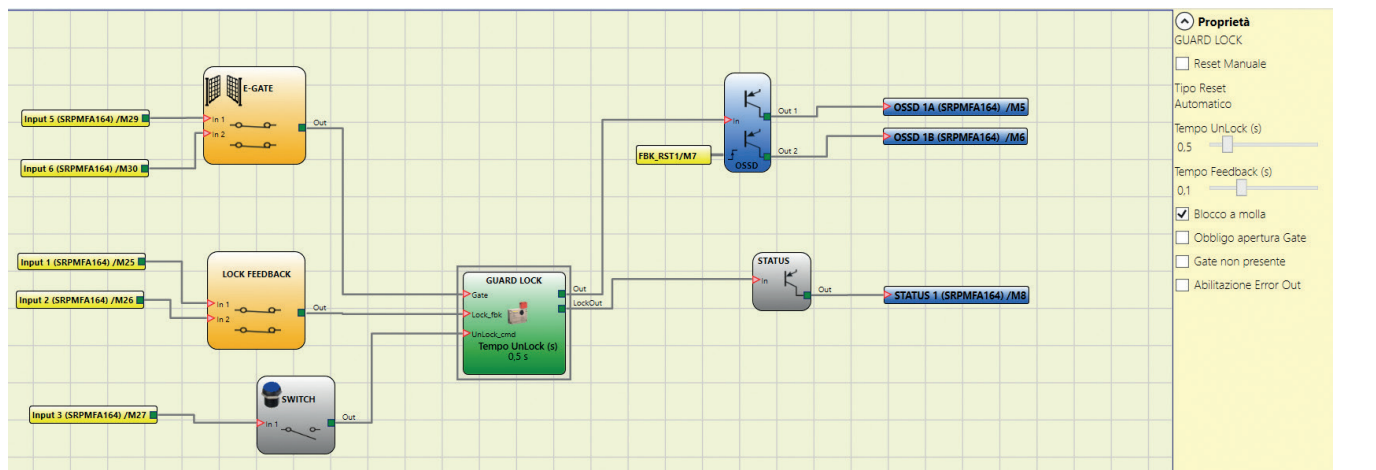 E-GATE
Input 5 (SRPMFA164) /M29
In 1
In 2
Out
Input 6 (SRPMFA164) /M30
Input 1 (SRPMFA164) /M25
Input 2 (SRPMFA164) /M26
LOCK FEEDBACK
In 1
In 2
Out
Input 3 (SRPMFA164) /M27
SWITCH
In 1
Out
GUARD LOCK
Gate
Lock_fbk
UnLock_cmd
Tempo UnLock (s)
0,5 s
Out
LockOut
FBK_RST1/M7
In
OSSD
Out 1
Out 2
OSSD 1A (SRPMFA164) /M5
OSSD 1B (SRPMFA164) /M6
STATUS
In
Out
STATUS 1 (SRPMFA164) /M8
Proprietà
GUARD LOCK
Reset Manuale
Tipo Reset
Automatico
Tempo UnLock (s)
0,5
Tempo Feedback (s)
0,1
Blocco a molla
Obbligo apertura Gate
Gate non presente
Abilitazione Error Out